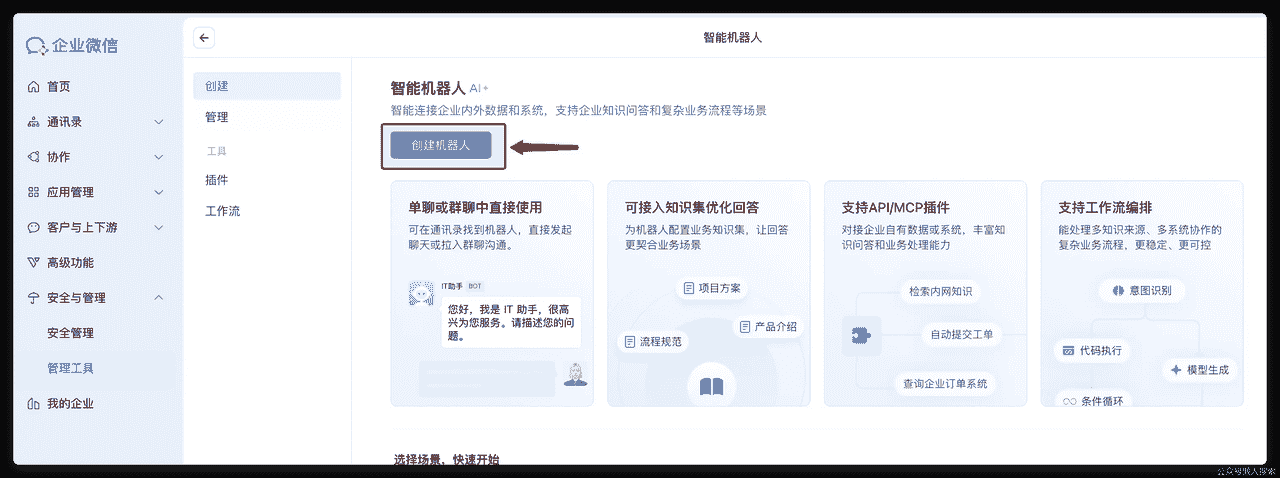 企业微信
首页
通讯录
协作
应用管理
客户与上下游
高级功能
安全与管理
安全管理
管理工具
我的企业
智能机器人
创建
管理
工具
插件
工作流
智能机器人 AI+
智能连接企业内外数据和系统，支持企业知识问答和复杂业务流程等场景
创建机器人
单聊或群聊中直接使用
可在通讯录找到机器人，直接发起
聊天或拉入群聊沟通。
IT助手 BOT
您好，我是 IT 助手，很高
兴为您服务。请描述您的问
题。
可接入知识集优化回答
为机器人配置业务知识集，让回答
更契合业务场景
项目方案
产品介绍
流程规范
支持API/MCP插件
对接企业自有数据或系统，丰富知
识问答和业务处理能力
检索内网知识
自动提交工单
查询企业订单系统
支持工作流编排
能处理多知识来源、多系统协作的
复杂业务流程，更稳定、更可控
意图识别
代码执行
模型生成
条件循环
选择场景，快速开始